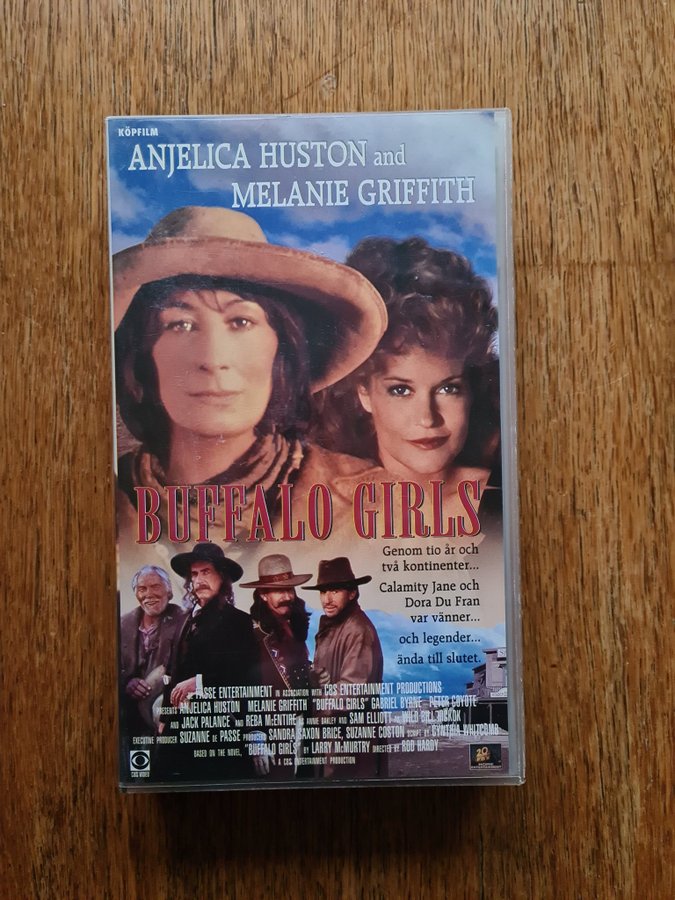 KÖPFILM
ANJELICA HUSTON and
MELANIE GRIFFITH
BUFFALO GIRLS
Genom tio år och
två kontinenter...
Calamity Jane och
Dora Du Fran
var vänner...
och legender...
ända till slutet.
PASSE ENTERTAINMENT IN ASSOCIATION WITH CBS ENTERTAINMENT PRODUCTIONS
PRESENTS ANJELICA HUSTON MELANIE GRIFFITH "BUFFALO GIRLS" GABRIEL BYRNE PETER COYOTE
AND JACK PALANCE AND REBA McENTIRE AS ANNIE OAKLEY AND SAM ELLIOTT AS WILD BILL HICKOK
EXECUTIVE PRODUCER SUZANNE DE PASSE PRODUCERS SANDRA SAXON BRICE, SUZANNE COSTON SCRIPT BY CYNTHIA WHITCOMB
BASED ON THE NOVEL, "BUFFALO GIRLS" BY LARRY McMURTRY DIRECTED BY ROD HARDY
A CBS ENTERTAINMENT PRODUCTION
CBS VIDEO
20